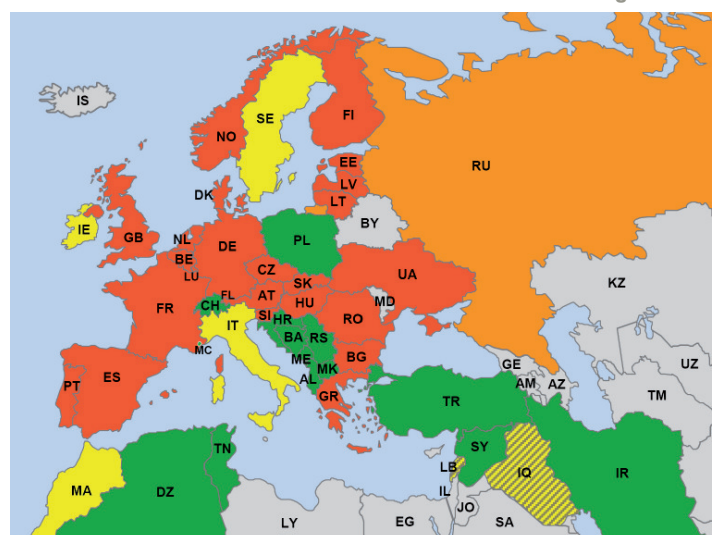 IS
SE
FI
NO
RU
EE
LV
LT
DK
BY
IE
GB
NL
DE
PL
BE
LU
CZ
UA
KZ
SK
FR
FL
AT
HU
MD
CH
SI
HR
RO
IT
BA
RS
MC
ME
BG
GE
UZ
PT
ES
MK
AM
AZ
AL
TM
GR
TR
TN
SY
MA
DZ
LB
IQ
IR
IL
JO
LY
EG
SA